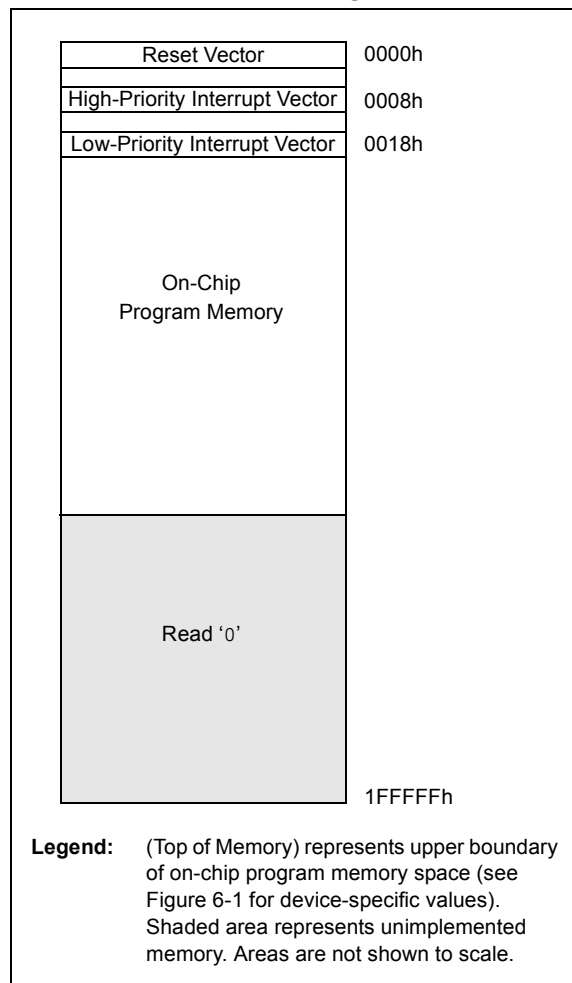 Reset Vector 0000h
High-Priority Interrupt Vector 0008h
Low-Priority Interrupt Vector 0018h
On-Chip
Program Memory
Read ‘0’
1FFFFFh
Legend: (Top of Memory) represents upper boundary
of on-chip program memory space (see
Figure 6-1 for device-specific values).
Shaded area represents unimplemented
memory. Areas are not shown to scale.